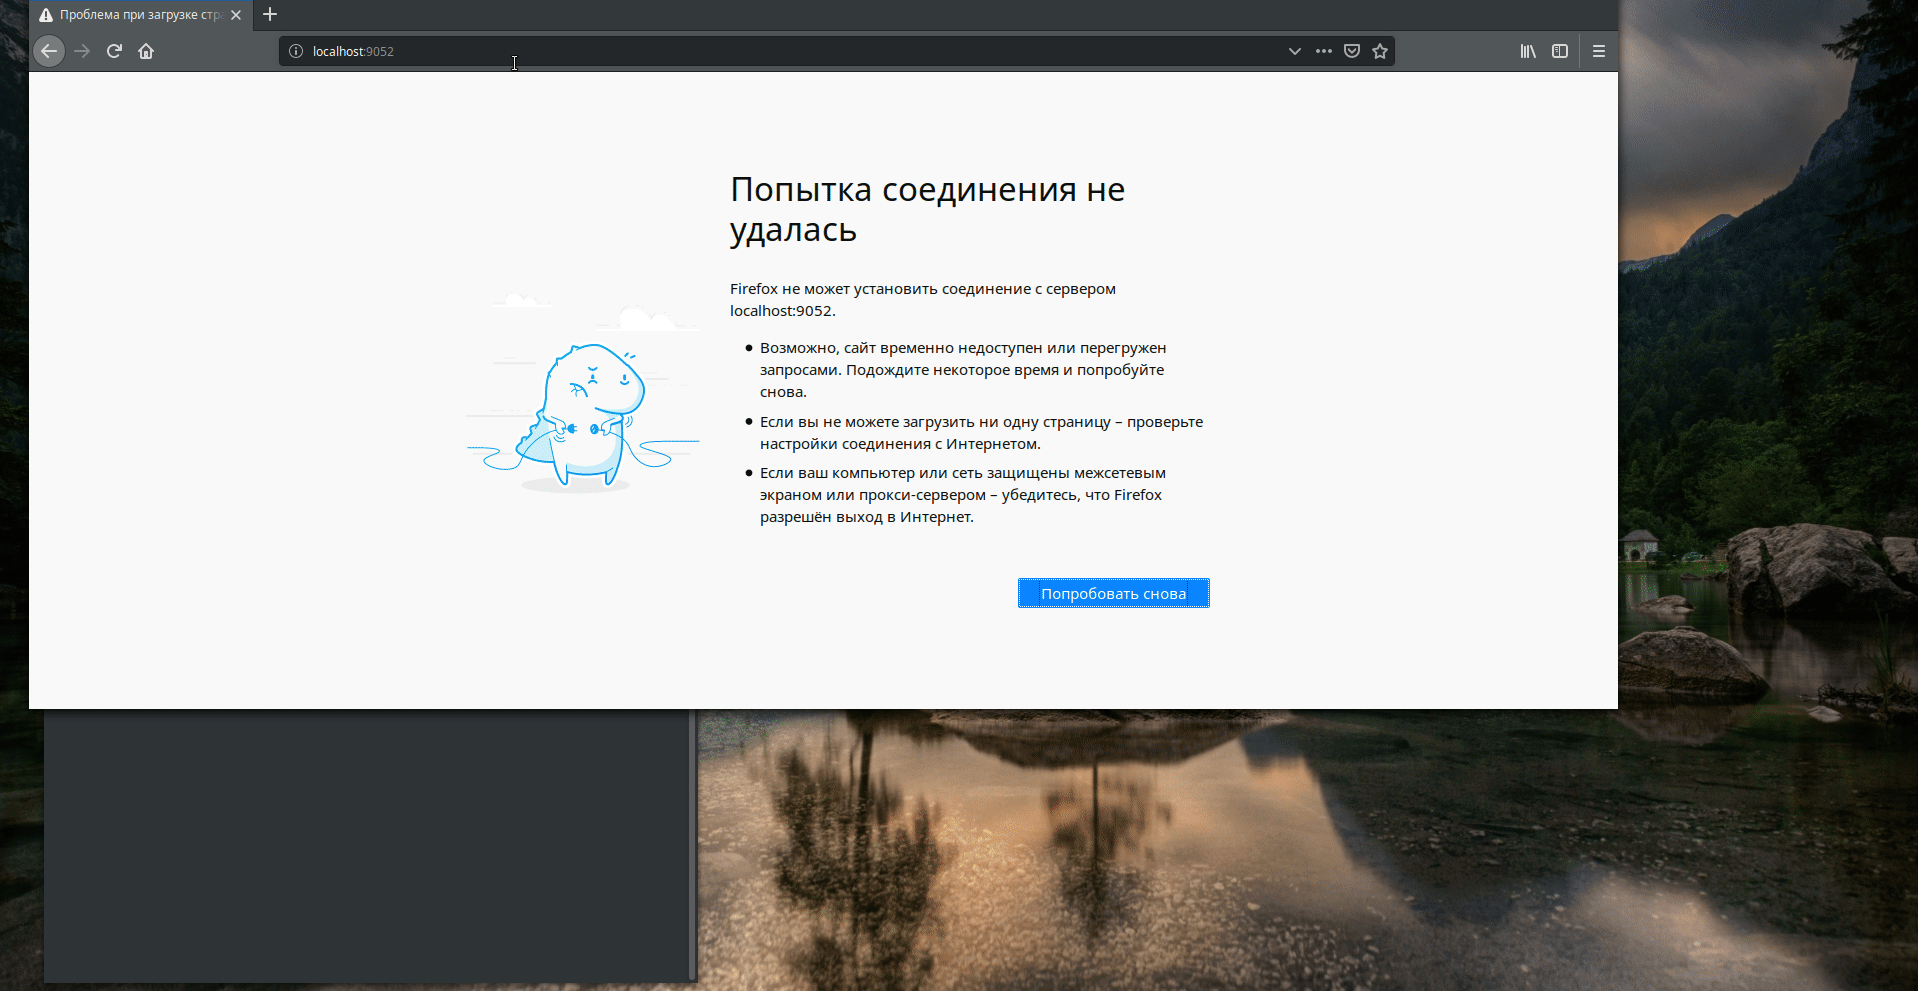 Проблема при загрузке стра
localhost:9052
Попытка соединения не
удалась
Firefox не может установить соединение с сервером
localhost:9052.
Возможно, сайт временно недоступен или перегружен
запросами. Подождите некоторое время и попробуйте
снова.
Если вы не можете загрузить ни одну страницу – проверьте
настройки соединения с Интернетом.
Если ваш компьютер или сеть защищены межсетевым
экраном или прокси-сервером – убедитесь, что Firefox
разрешён выход в Интернет.
Попробовать снова